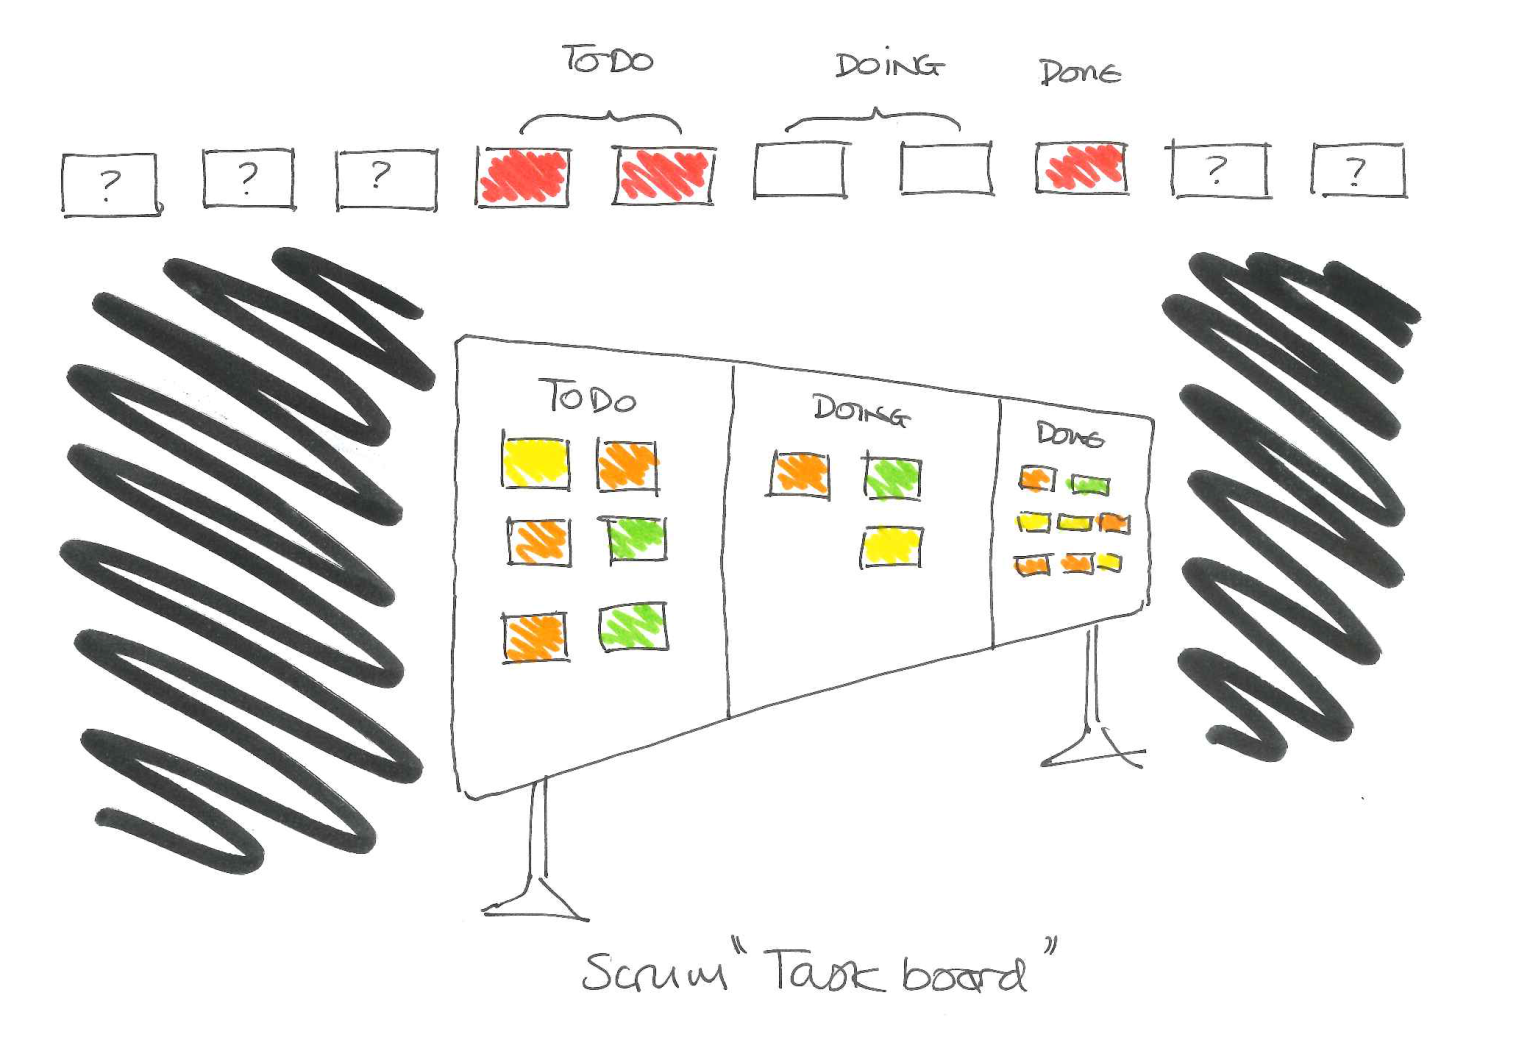 TODO DOING DONE
? ? ? ? ?
TODO DOING DONE
Scrum "Task board"